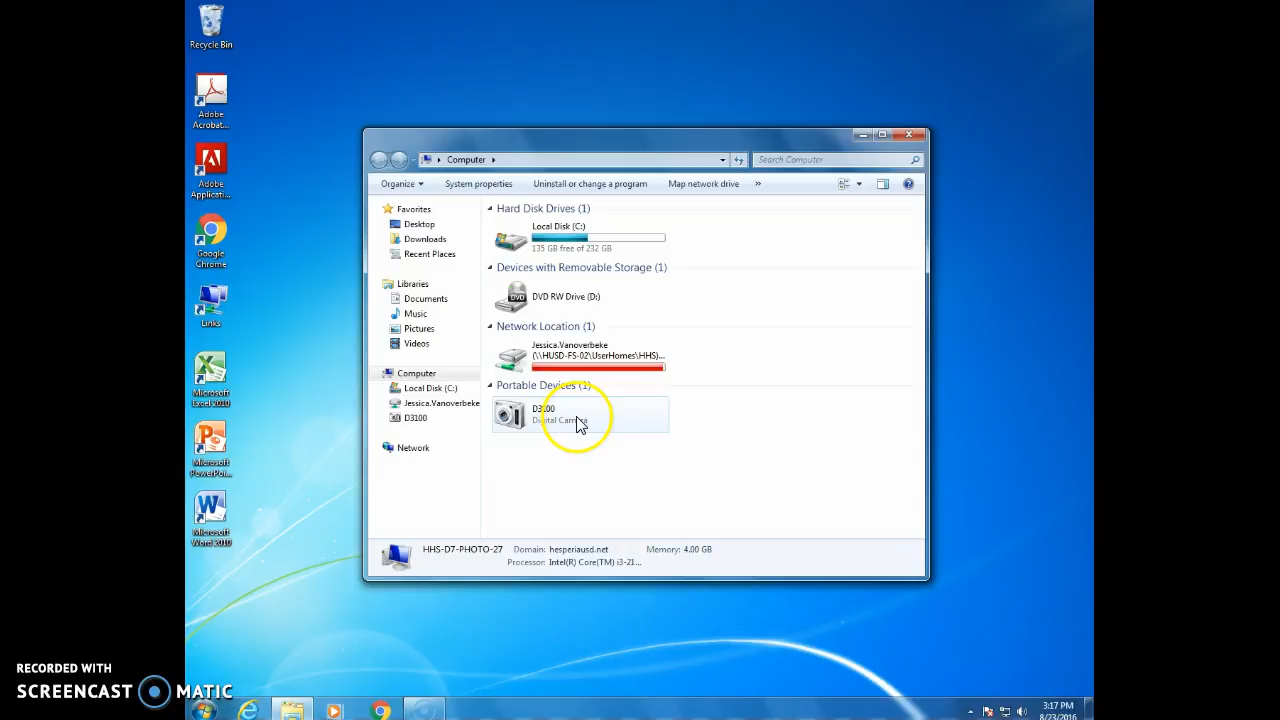 Recycle Bin
Adobe
Acrobat...
Adobe
Applicati...
Google
Chrome
Links
Microsoft
Excel 2010
Microsoft
PowerPoi...
Microsoft
Word 2010
Computer
Search Computer
Organize
System properties
Uninstall or change a program
Map network drive
»
Favorites
Desktop
Downloads
Recent Places
Libraries
Documents
Music
Pictures
Videos
Computer
Local Disk (C:)
Jessica.Vanoverbeke
D3100
Network
Hard Disk Drives (1)
Local Disk (C:)
135 GB free of 232 GB
Devices with Removable Storage (1)
DVD
DVD RW Drive (D:)
Network Location (1)
Jessica.Vanoverbeke
(\\HUSD-FS-02\UserHomes\HHS)...
Portable Devices (1)
D3100
Digital Camera
HHS-D7-PHOTO-27 Domain: hesperiausd.net Memory: 4.00 GB
Processor: Intel(R) Core(TM) i3-21...
RECORDED WITH
SCREENCAST MATIC
3:17 PM
8/23/2016